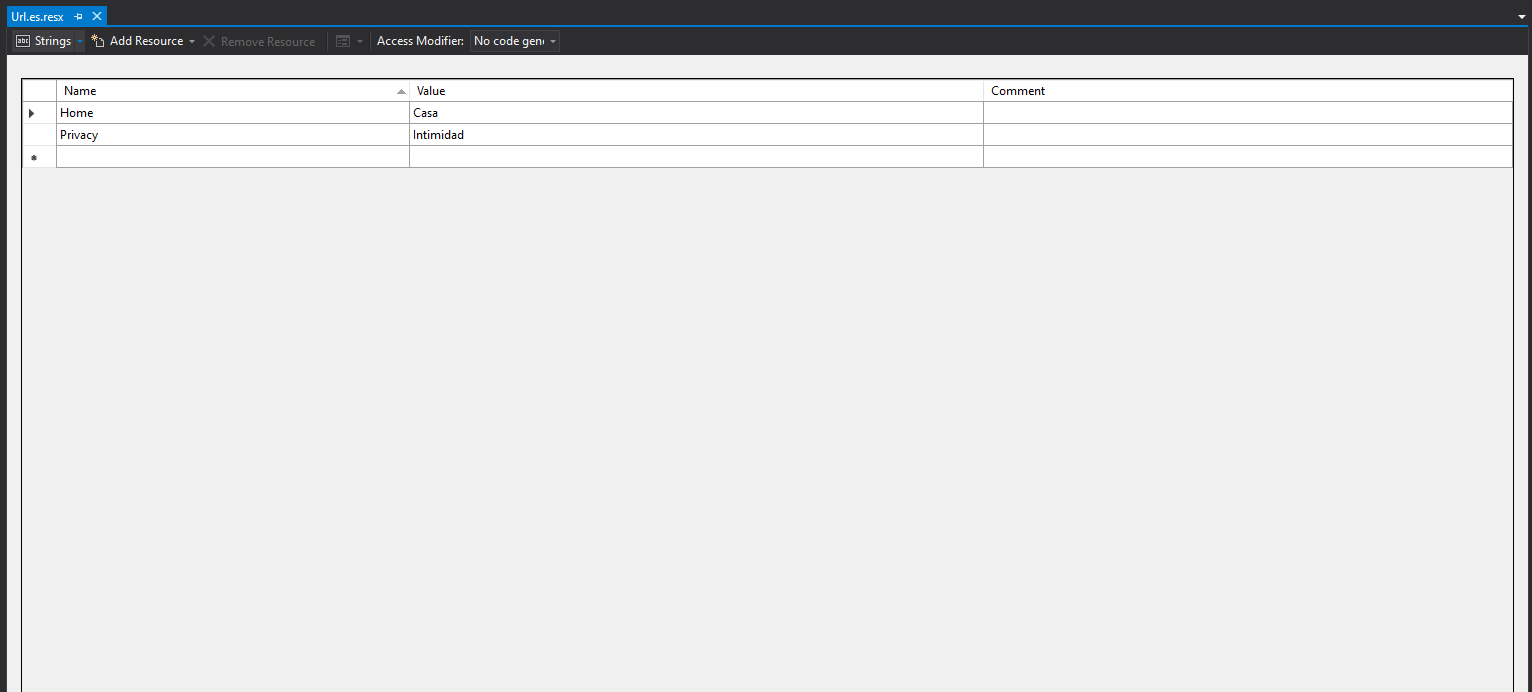 Url.es.resx
abc Strings Add Resource Remove Resource Access Modifier: No code gen
Name Value Comment
Home Casa
Privacy Intimidad